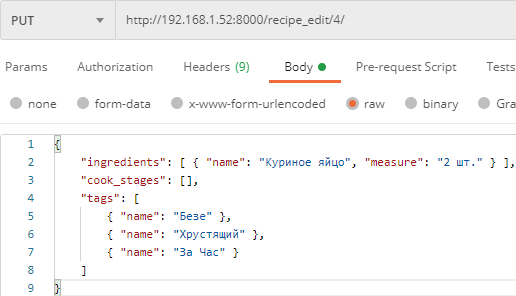 PUT http://192.168.1.52:8000/recipe_edit/4/
Params Authorization Headers (9) Body Pre-request Script Tests
none form-data x-www-form-urlencoded raw binary Gra
1 {
2 "ingredients": [ { "name": "Куриное яйцо", "measure": "2 шт." } ],
3 "cook_stages": [],
4 "tags": [
5 { "name": "Безе" },
6 { "name": "Хрустящий" },
7 { "name": "За Час" }
8 ]
9 }